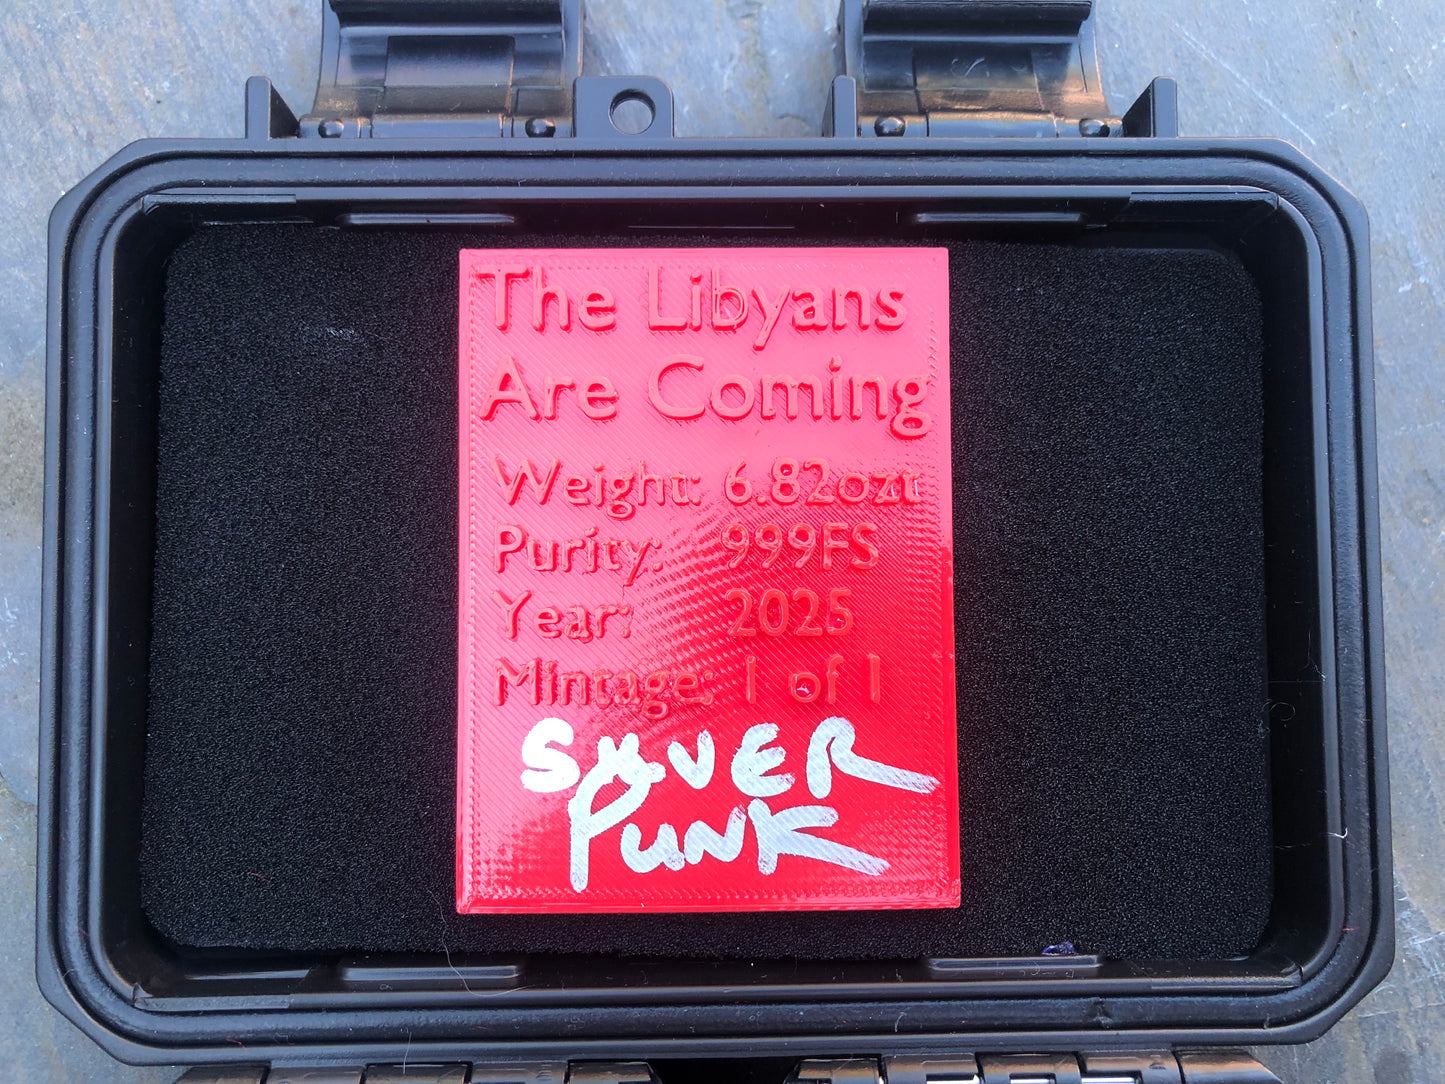 The Libyans
Are Coming
Weight: 6.82ozt
Purity: 999FS
Year: 2025
Mintage: 1 of 1
SILVER
PUNK